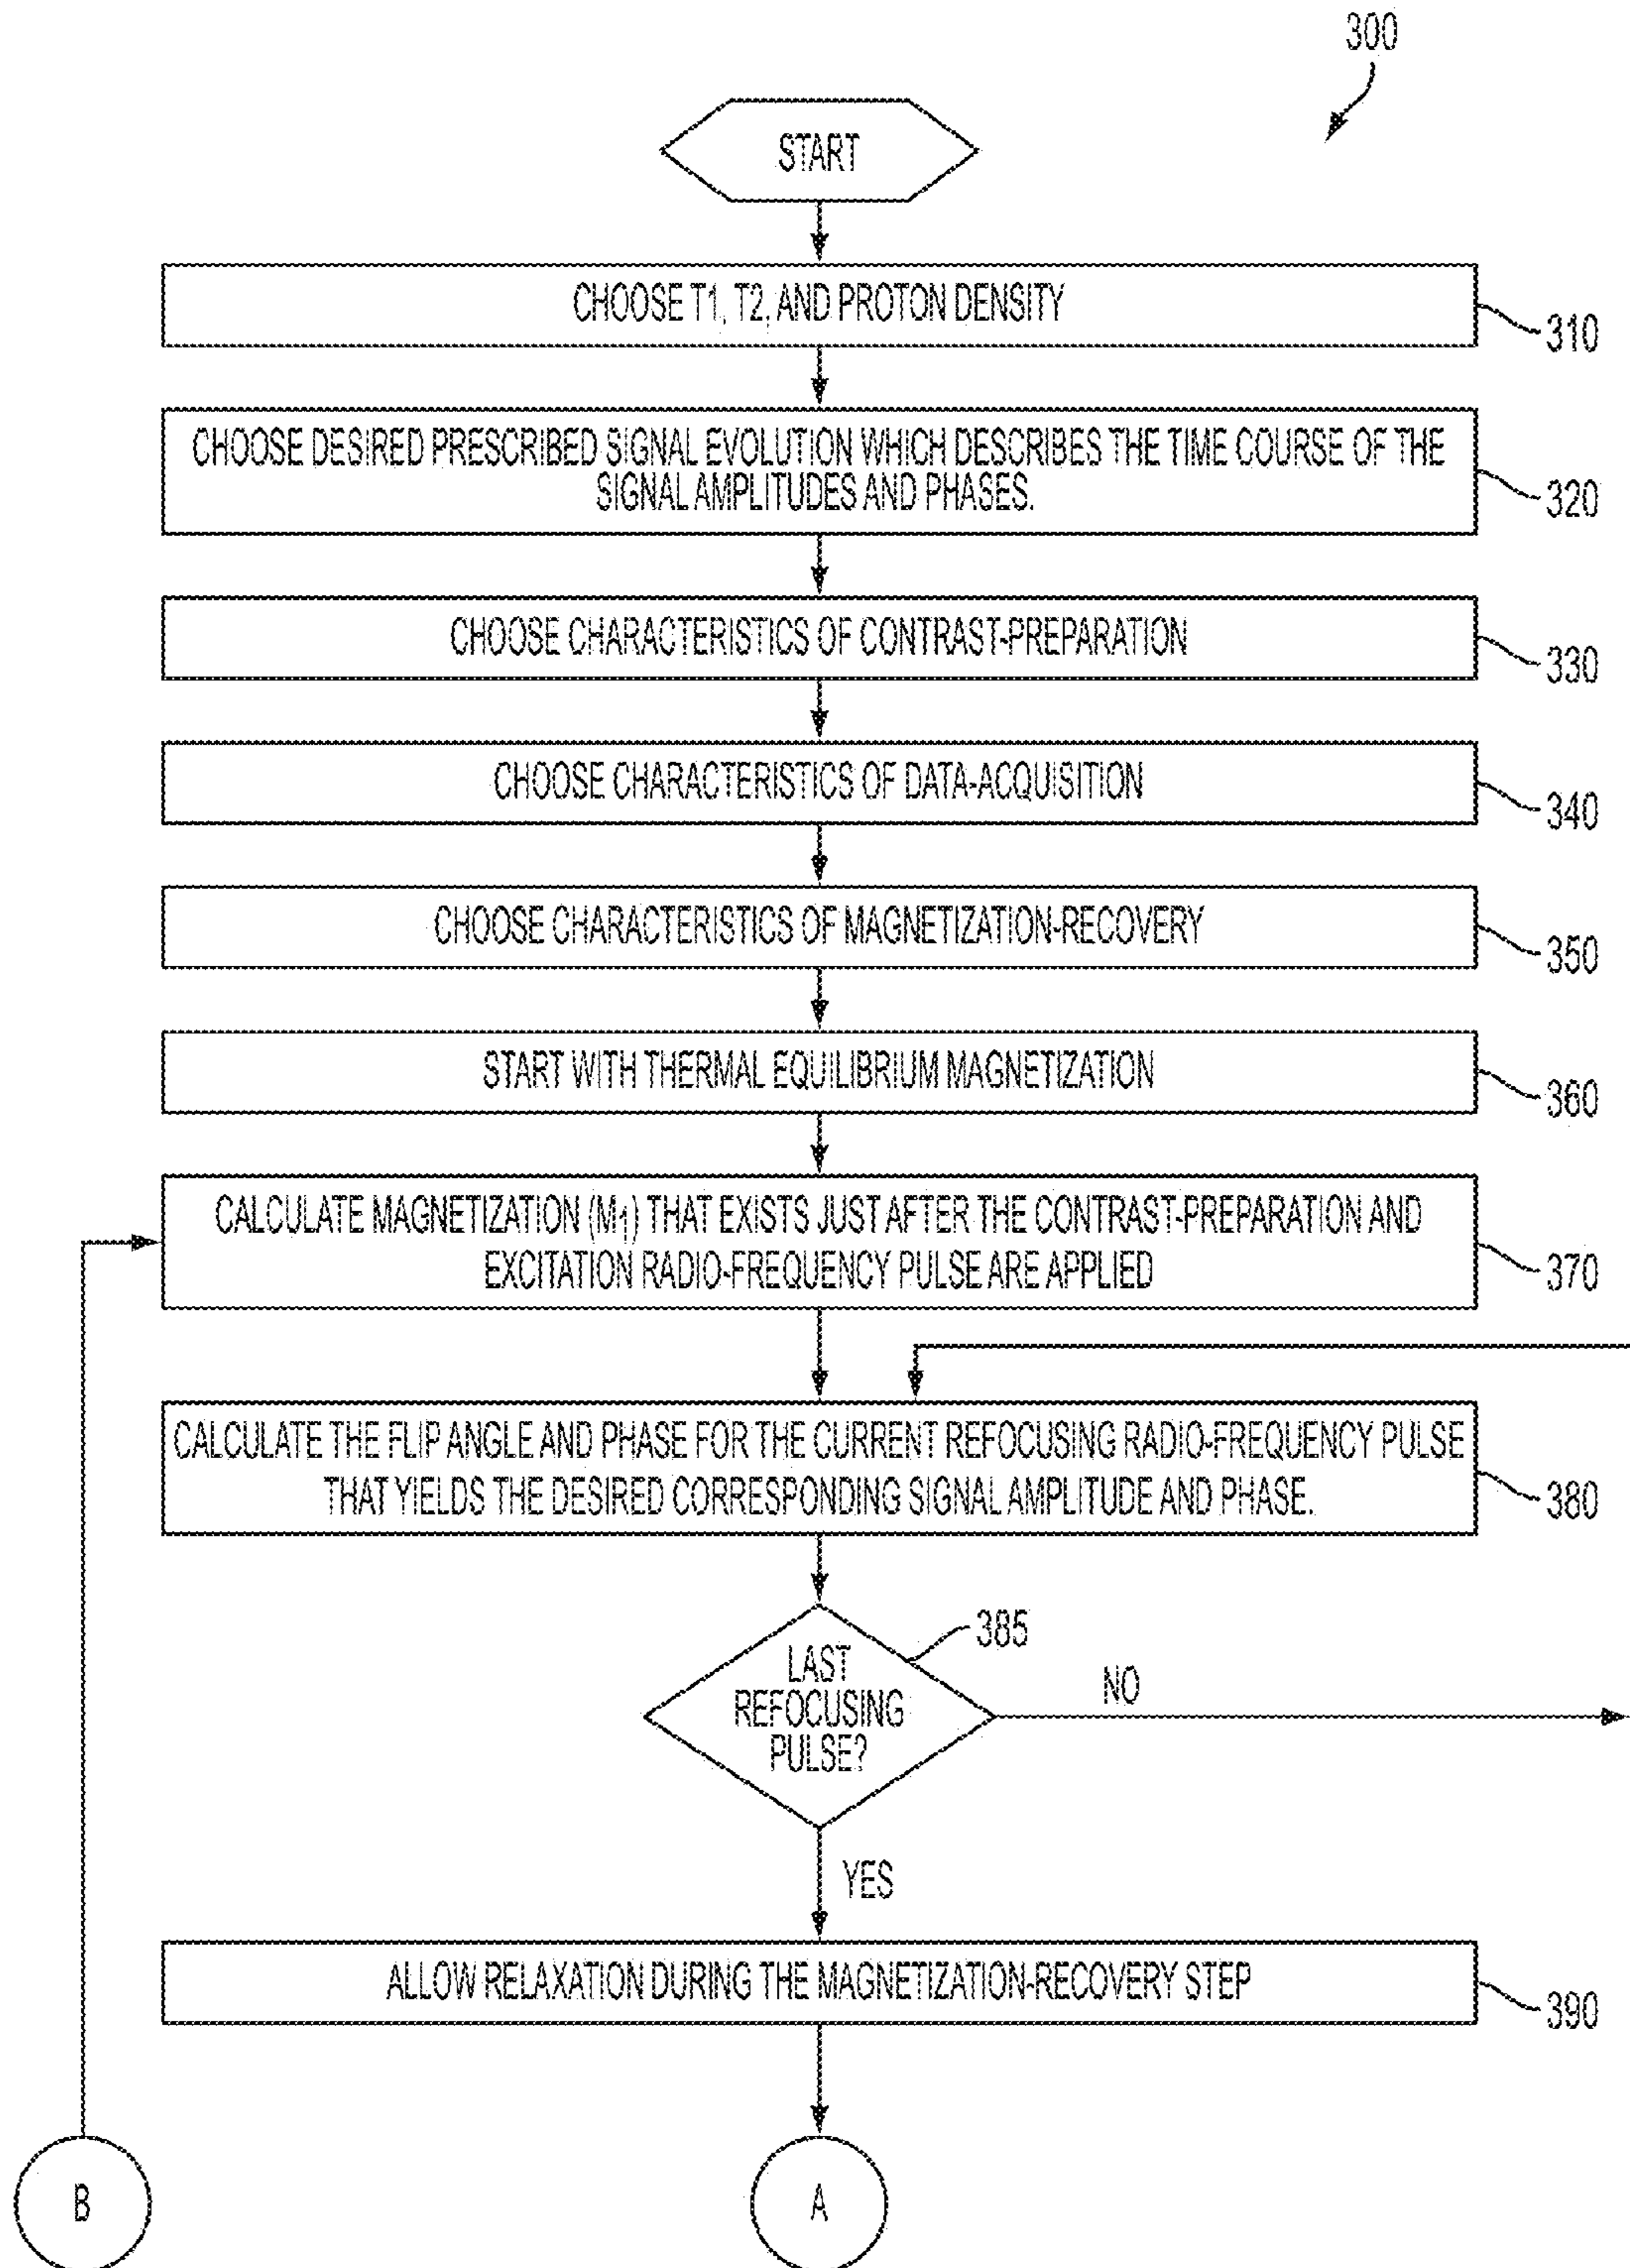 300
START
CHOOSE T1, T2, AND PROTON DENSITY
310
CHOOSE DESIRED PRESCRIBED SIGNAL EVOLUTION WHICH DESCRIBES THE TIME COURSE OF THE
SIGNAL AMPLITUDES AND PHASES.
320
CHOOSE CHARACTERISTICS OF CONTRAST-PREPARATION
330
CHOOSE CHARACTERISTICS OF DATA-ACQUISITION
340
CHOOSE CHARACTERISTICS OF MAGNETIZATION-RECOVERY
350
START WITH THERMAL EQUILIBRIUM MAGNETIZATION
360
CALCULATE MAGNETIZATION (M1) THAT EXISTS JUST AFTER THE CONTRAST-PREPARATION AND
EXCITATION RADIO-FREQUENCY PULSE ARE APPLIED
370
CALCULATE THE FLIP ANGLE AND PHASE FOR THE CURRENT REFOCUSING RADIO-FREQUENCY PULSE
THAT YIELDS THE DESIRED CORRESPONDING SIGNAL AMPLITUDE AND PHASE.
380
385
LAST
REFOCUSING
PULSE?
NO
YES
ALLOW RELAXATION DURING THE MAGNETIZATION-RECOVERY STEP
390
B
A